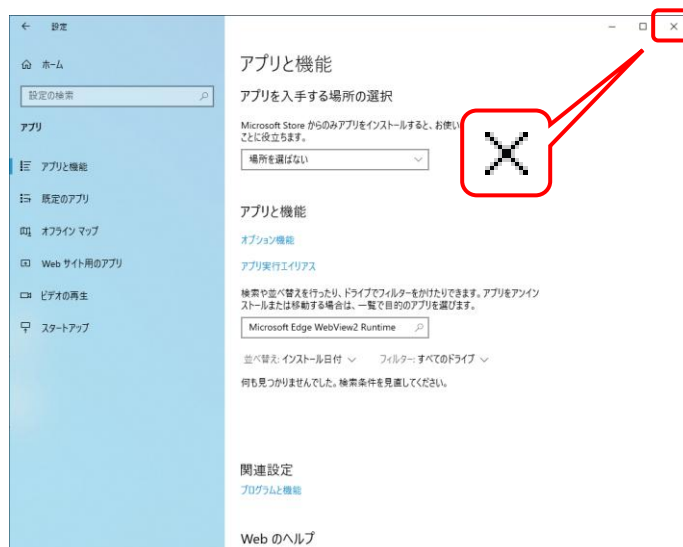 設定
ホーム
設定の検索
アプリ
アプリと機能
既定のアプリ
オフライン マップ
Web サイト用のアプリ
ビデオの再生
スタートアップ
アプリと機能
アプリを入手する場所の選択
Microsoft Store からのみアプリをインストールすると、お使い
ことに役立ちます。
場所を選ばない
アプリと機能
オプション機能
アプリ実行エイリアス
検索や並べ替えを行ったり、ドライブでフィルターをかけたりできます。アプリをアンイン
ストールまたは移動する場合は、一覧で目的のアプリを選びます。
Microsoft Edge WebView2 Runtime
並べ替え: インストール日付 フィルター: すべてのドライブ
何も見つかりませんでした。検索条件を見直してください。
関連設定
プログラムと機能
Web のヘルプ